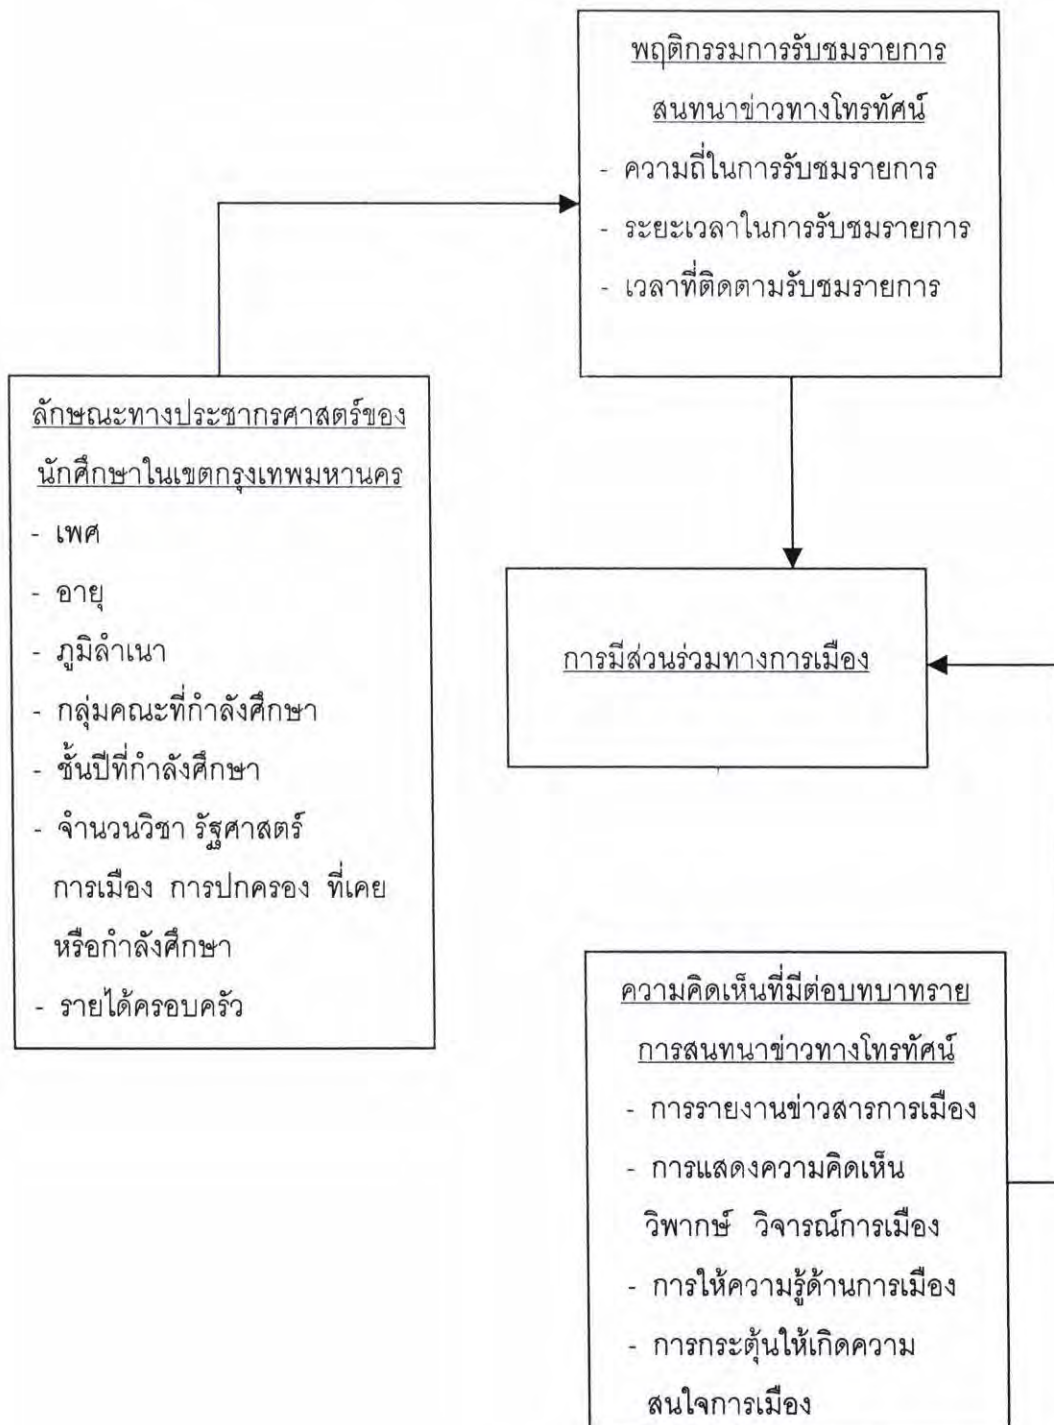 พฤติกรรมการรับชมรายการ
สนทนาข่าวทางโทรทัศน์
- ความถี่ในการรับชมรายการ
- ระยะเวลาในการรับชมรายการ
- เวลาที่ติดตามรับชมรายการ
ลักษณะทางประชากรศาสตร์ของ
นักศึกษาในเขตกรุงเทพมหานคร
- เพศ
- อายุ
- ภูมิลำเนา
- กลุ่มคณะที่กำลังศึกษา
- ชั้นปีที่กำลังศึกษา
- จำนวนวิชา รัฐศาสตร์
การเมือง การปกครอง ที่เคย
หรือกำลังศึกษา
- รายได้ครอบครัว
การมีส่วนร่วมทางการเมือง
ความคิดเห็นที่มีต่อบทบาทราย
การสนทนาข่าวทางโทรทัศน์
- การรายงานข่าวสารการเมือง
- การแสดงความคิดเห็น
วิพากษ์ วิจารณ์การเมือง
- การให้ความรู้ด้านการเมือง
- การกระตุ้นให้เกิดความ
สนใจการเมือง